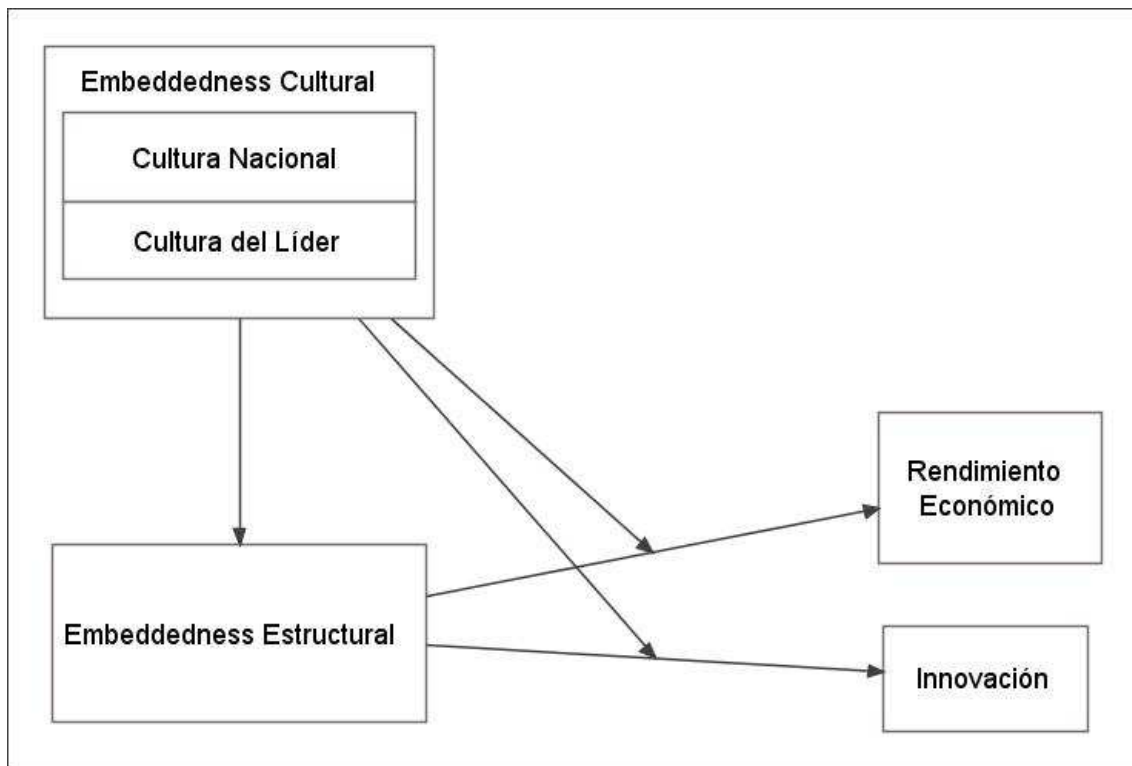 Embeddedness Cultural
Cultura Nacional
Cultura del Líder
Rendimiento
Económico
Embeddedness Estructural
Innovación